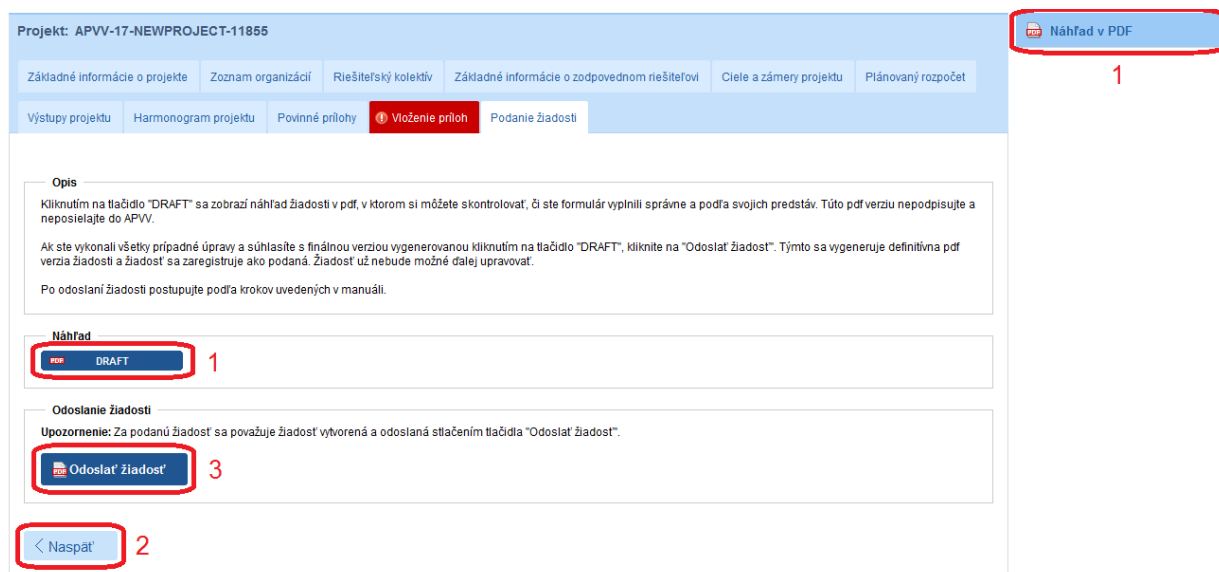 Projekt: APVV-17-NEWPROJECT-11855
Náhľad v PDF
1
Základné informácie o projekte Zoznam organizácií Riešiteľský kolektív Základné informácie o zodpovednom riešiteľovi Ciele a zámery projektu Plánovaný rozpočet
Výstupy projektu Harmonogram projektu Povinné prílohy Vloženie príloh Podanie žiadosti
Opis
Kliknutím na tlačidlo "DRAFT" sa zobrazí náhľad žiadosti v pdf, v ktorom si môžete skontrolovať, či ste formulár vyplnili správne a podľa svojich predstáv. Túto pdf verziu nepodpisujte a
neposielajte do APVV.
Ak ste vykonali všetky prípadné úpravy a súhlasíte s finálnou verziou vygenerovanou kliknutím na tlačidlo "DRAFT", kliknite na "Odoslať žiadosť". Týmto sa vygeneruje definitívna pdf
verzia žiadosti a žiadosť sa zaregistruje ako podaná. Žiadosť už nebude možné ďalej upravovať.
Po odoslaní žiadosti postupujte podľa krokov uvedených v manuáli.
Náhľad
PDF DRAFT 1
Odoslanie žiadosti
Upozornenie: Za podanú žiadosť sa považuje žiadosť vytvorená a odoslaná stlačením tlačidla "Odoslať žiadosť".
PDF Odoslať žiadosť 3
Naspäť 2